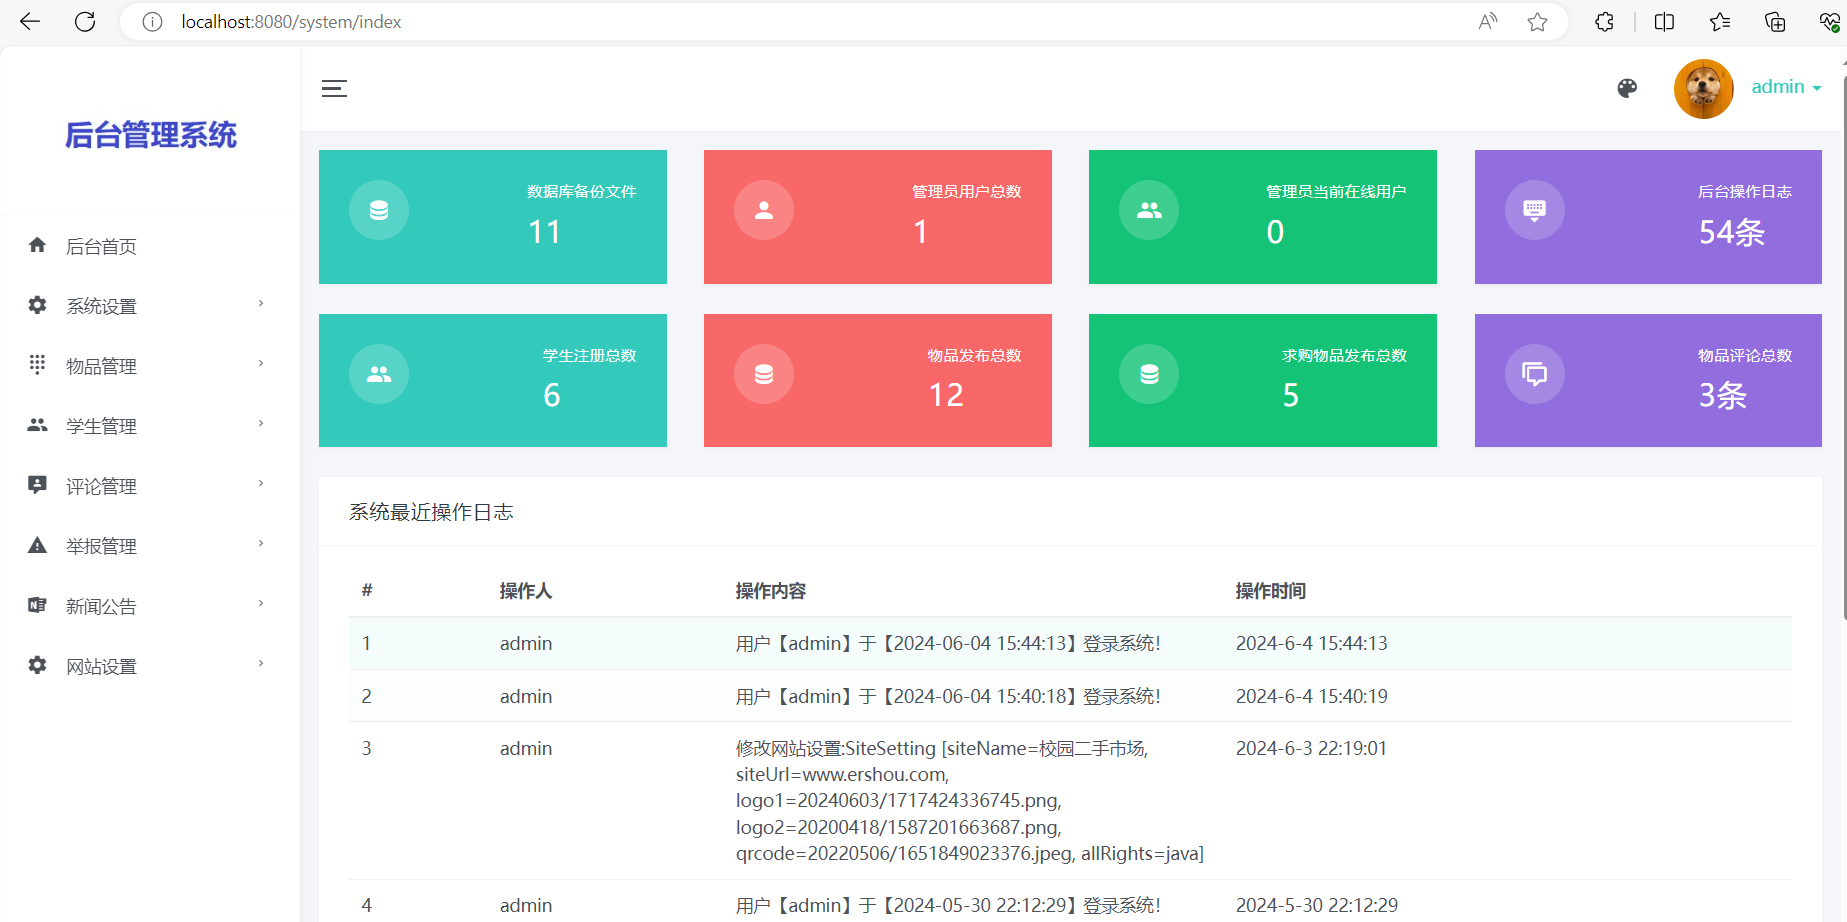 localhost:8080/system/index
后台管理系统
admin
后台首页
系统设置
物品管理
学生管理
评论管理
举报管理
新闻公告
网站设置
数据库备份文件
11
管理员用户总数
1
管理员当前在线用户
0
后台操作日志
54条
学生注册总数
6
物品发布总数
12
求购物品发布总数
5
物品评论总数
3条
系统最近操作日志
# 操作人 操作内容 操作时间
1 admin 用户【admin】于【2024-06-04 15:44:13】登录系统! 2024-6-4 15:44:13
2 admin 用户【admin】于【2024-06-04 15:40:18】登录系统! 2024-6-4 15:40:19
3 admin 修改网站设置:SiteSetting [siteName=校园二手市场, 2024-6-3 22:19:01
siteUrl=www.ershou.com,
logo1=20240603/1717424336745.png,
logo2=20200418/1587201663687.png,
qrcode=20220506/1651849023376.jpeg, allRights=java]
4 admin 用户【admin】于【2024-05-30 22:12:29】登录系统! 2024-5-30 22:12:29